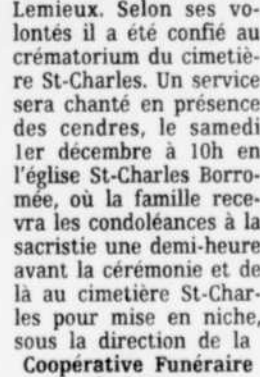 Lemieux. Selon ses vo-
lontés il a été confié au
crématorium du cimetiè-
re St-Charles. Un service
sera chanté en présence
des cendres, le samedi
1er décembre à 10h en
l'église St-Charles Borro-
mée, où la famille rece-
vra les condoléances à la
sacristie une demi-heure
avant la cérémonie et de
là au cimetière St-Char-
les pour mise en niche,
sous la direction de la
Coopérative Funéraire